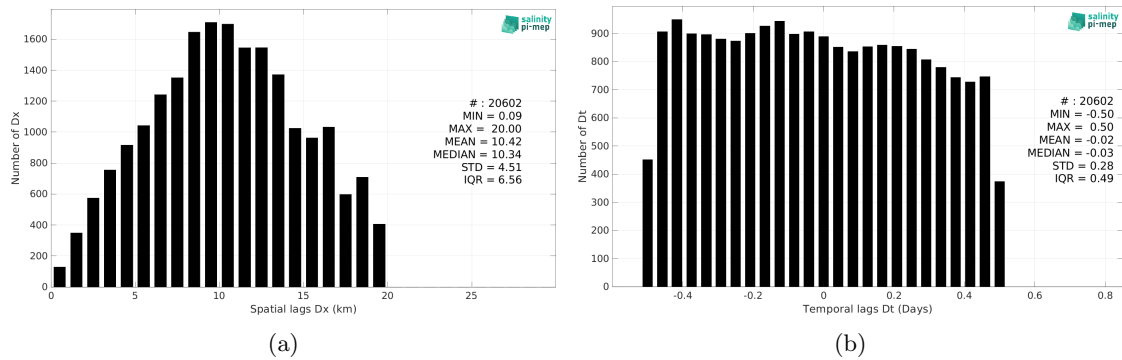 salinity
pi-mep
1600
1400
1200
1000
800
600
400
200
0
Number of Dx
# : 20602
MIN = 0.09
MAX = 20.00
MEAN = 10.42
MEDIAN = 10.34
STD = 4.51
IQR = 6.56
0 5 10 15 20 25
Spatial lags Dx (km)
(a)
salinity
pi-mep
900
800
700
600
500
400
300
200
100
0
Number of Dt
# : 20602
MIN = -0.50
MAX = 0.50
MEAN = -0.02
MEDIAN = -0.03
STD = 0.28
IQR = 0.49
-0.4 -0.2 0 0.2 0.4 0.6 0.8
Temporal lags Dt (Days)
(b)